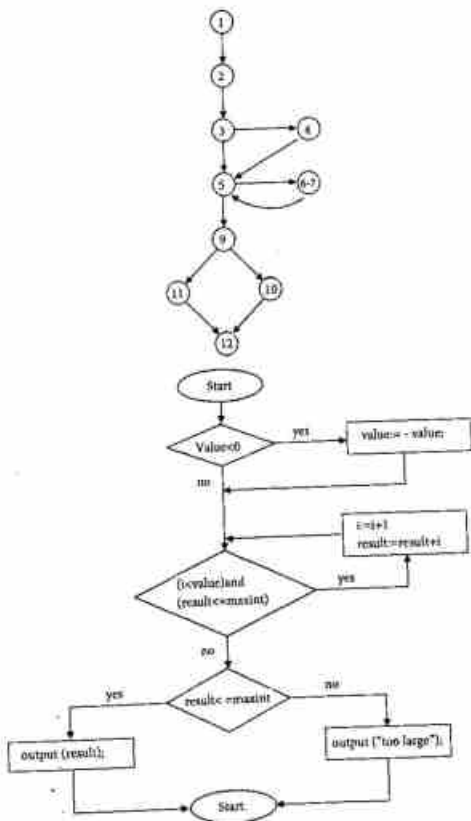 1
2
3
4
5
6-7
9
11
10
12
Start
Value<0
yes
value:= - value;
no
i:=i+1
result:=result+i
(i<value)and
(result<=maxint)
yes
no
yes
result< =maxint
no
output (result);
output ("too large");
Start